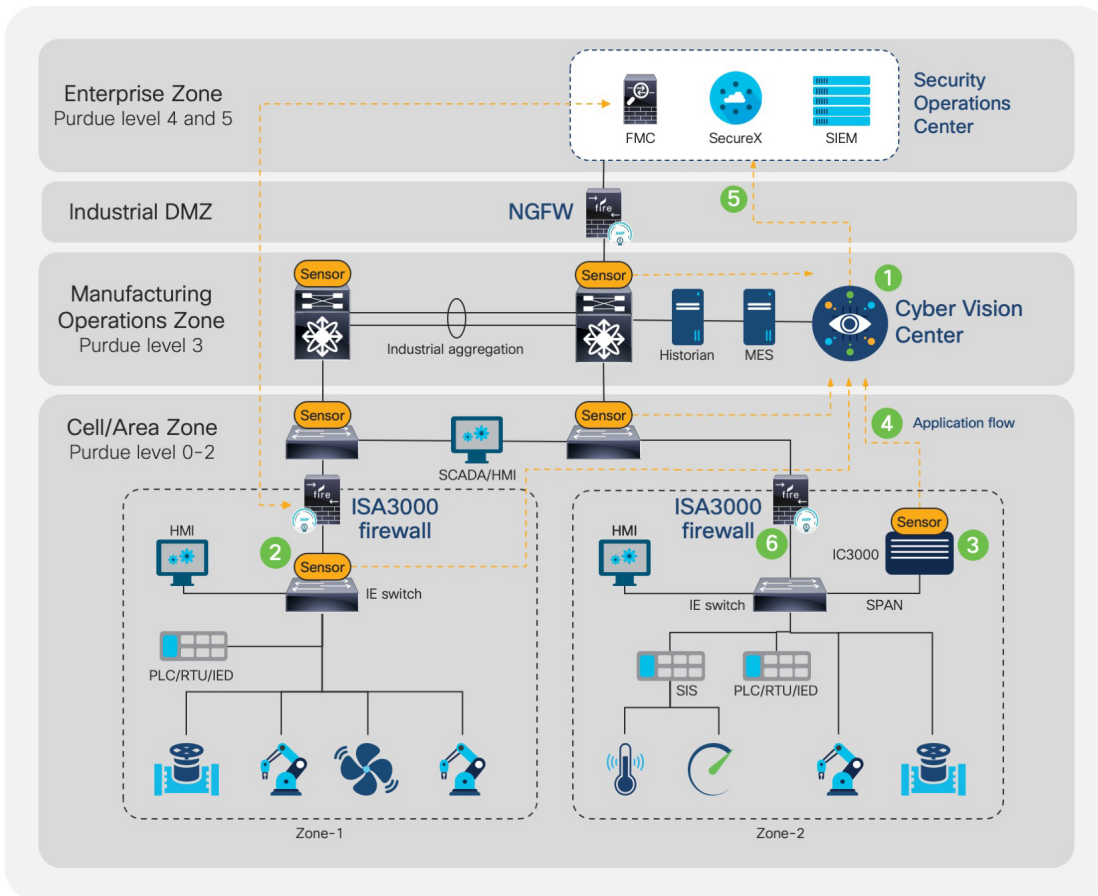 Enterprise Zone
Purdue level 4 and 5
FMC
SecureX
SIEM
Security
Operations
Center
Industrial DMZ
NGFW
fire
5
Manufacturing
Operations Zone
Purdue level 3
Sensor
Industrial aggregation
Sensor
Historian
MES
1
Cyber Vision
Center
Cell/Area Zone
Purdue level 0-2
Sensor
SCADA/HMI
Sensor
4
Application flow
fire
ISA3000
firewall
HMI
2
Sensor
IE switch
PLC/RTU/IED
Zone-1
ISA3000
firewall
fire
6
HMI
Sensor
IC3000
3
IE switch
SPAN
SIS
PLC/RTU/IED
Zone-2